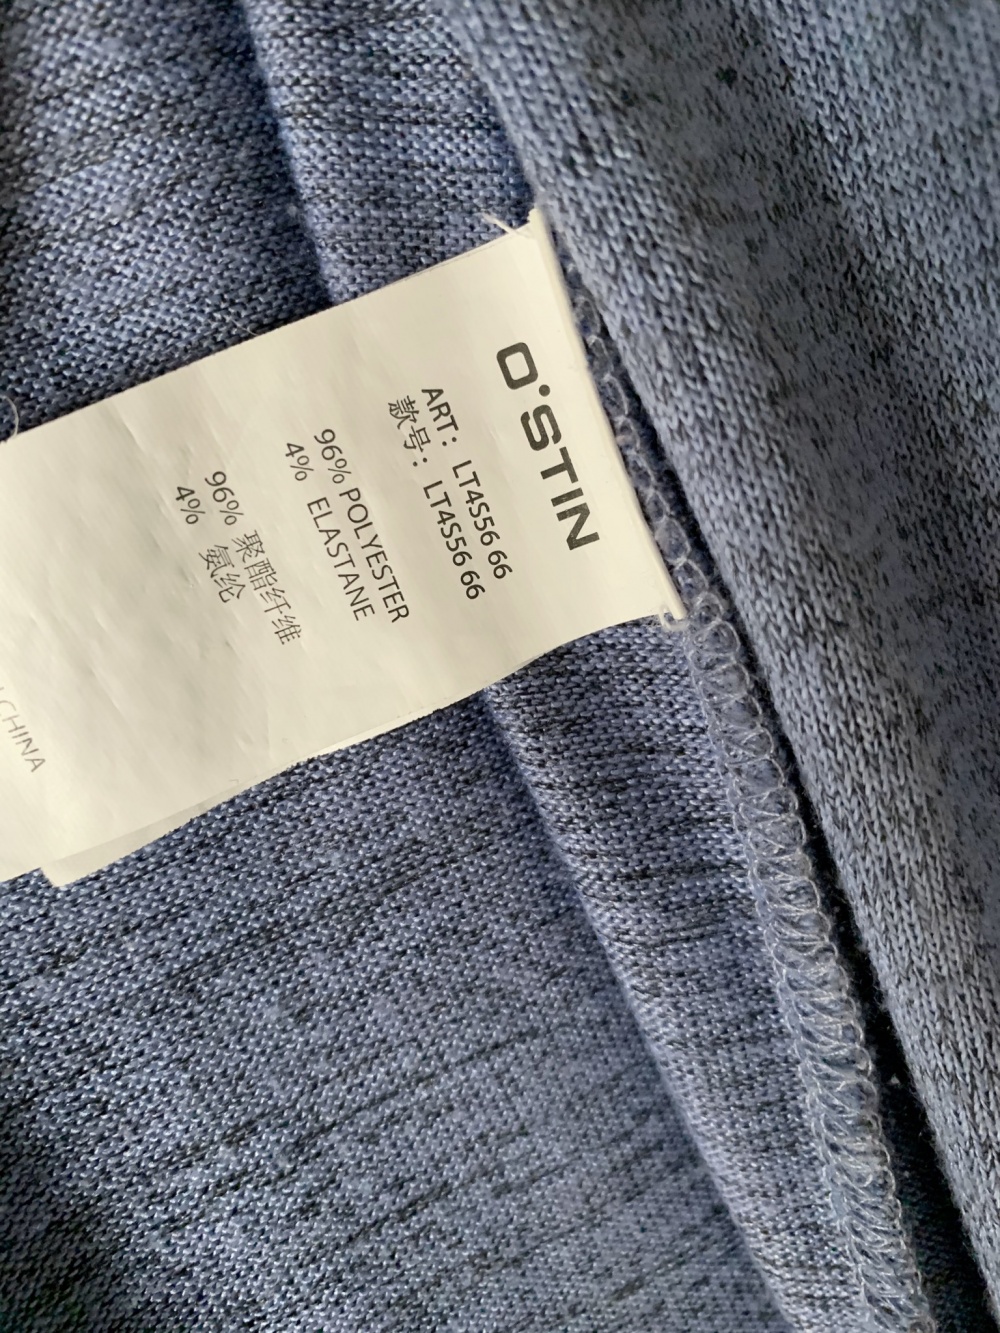 O'STIN
ART: LT4S56 66
款号: LT4S56 66
96% POLYESTER
4% ELASTANE
96% 聚酯纤维
4% 氨纶
CHINA